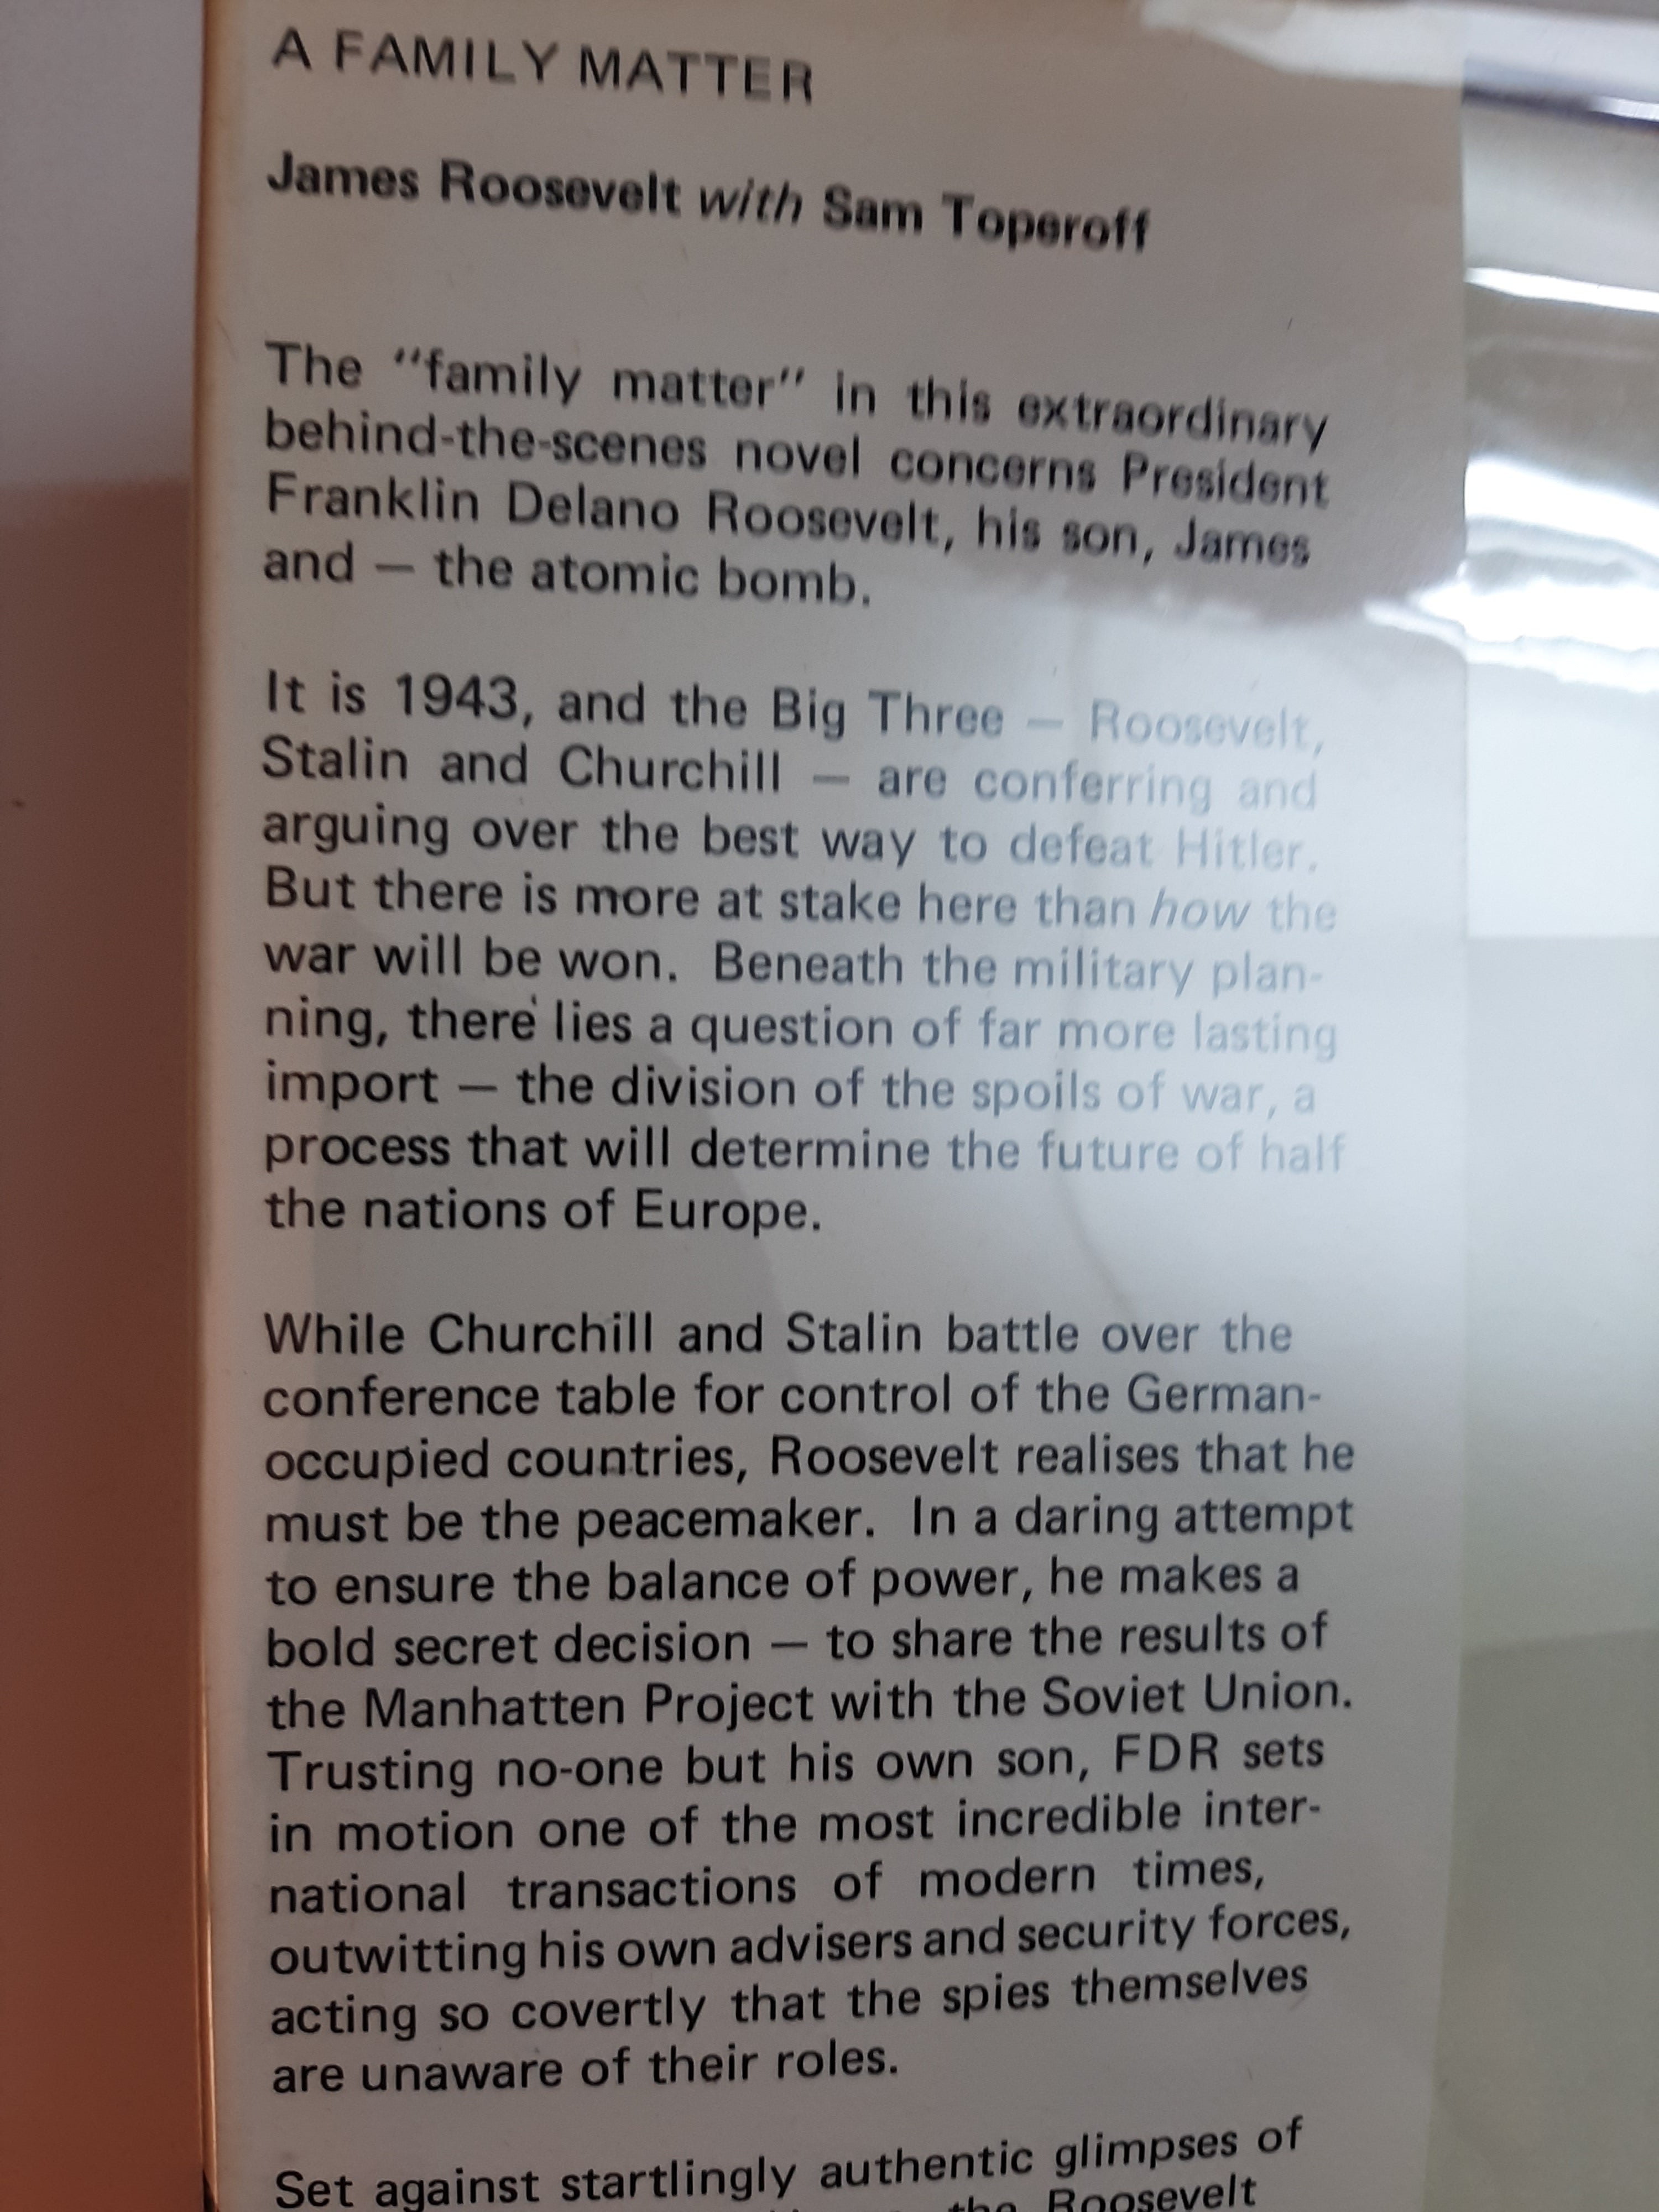 A FAMILY MATTER
James Roosevelt with Sam Toperoff
The "family matter" in this extraordinary
behind-the-scenes novel concerns President
Franklin Delano Roosevelt, his son, James
and — the atomic bomb.
It is 1943, and the Big Three — Roosevelt,
Stalin and Churchill — are conferring and
arguing over the best way to defeat Hitler.
But there is more at stake here than how the
war will be won. Beneath the military plan-
ning, there lies a question of far more lasting
import — the division of the spoils of war, a
process that will determine the future of half
the nations of Europe.
While Churchill and Stalin battle over the
conference table for control of the German-
occupied countries, Roosevelt realises that he
must be the peacemaker. In a daring attempt
to ensure the balance of power, he makes a
bold secret decision — to share the results of
the Manhatten Project with the Soviet Union.
Trusting no-one but his own son, FDR sets
in motion one of the most incredible inter-
national transactions of modern times,
outwitting his own advisers and security forces,
acting so covertly that the spies themselves
are unaware of their roles.
Set against startlingly authentic glimpses of
the Roosevelt